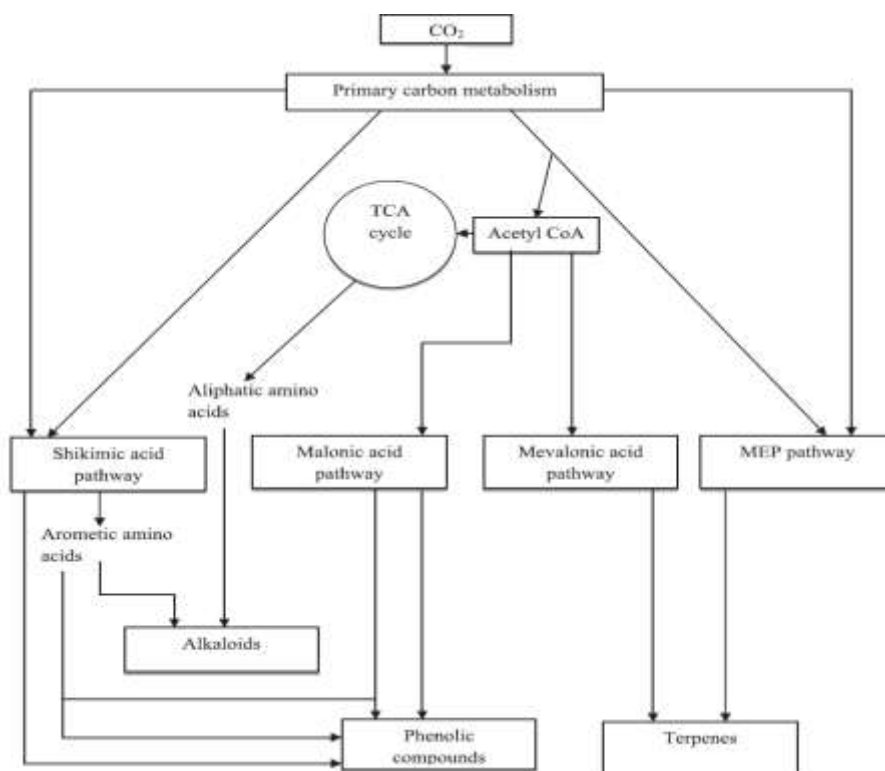 CO₂
Primary carbon metabolism
TCA
cycle
Acetyl CoA
Aliphatic amino
acids
Shikimic acid
pathway
Malonic acid pathway
Mevalonic acid
pathway
MEP pathway
Arometic amino
acids
Alkaloids
Phenolic
compounds
Terpenes